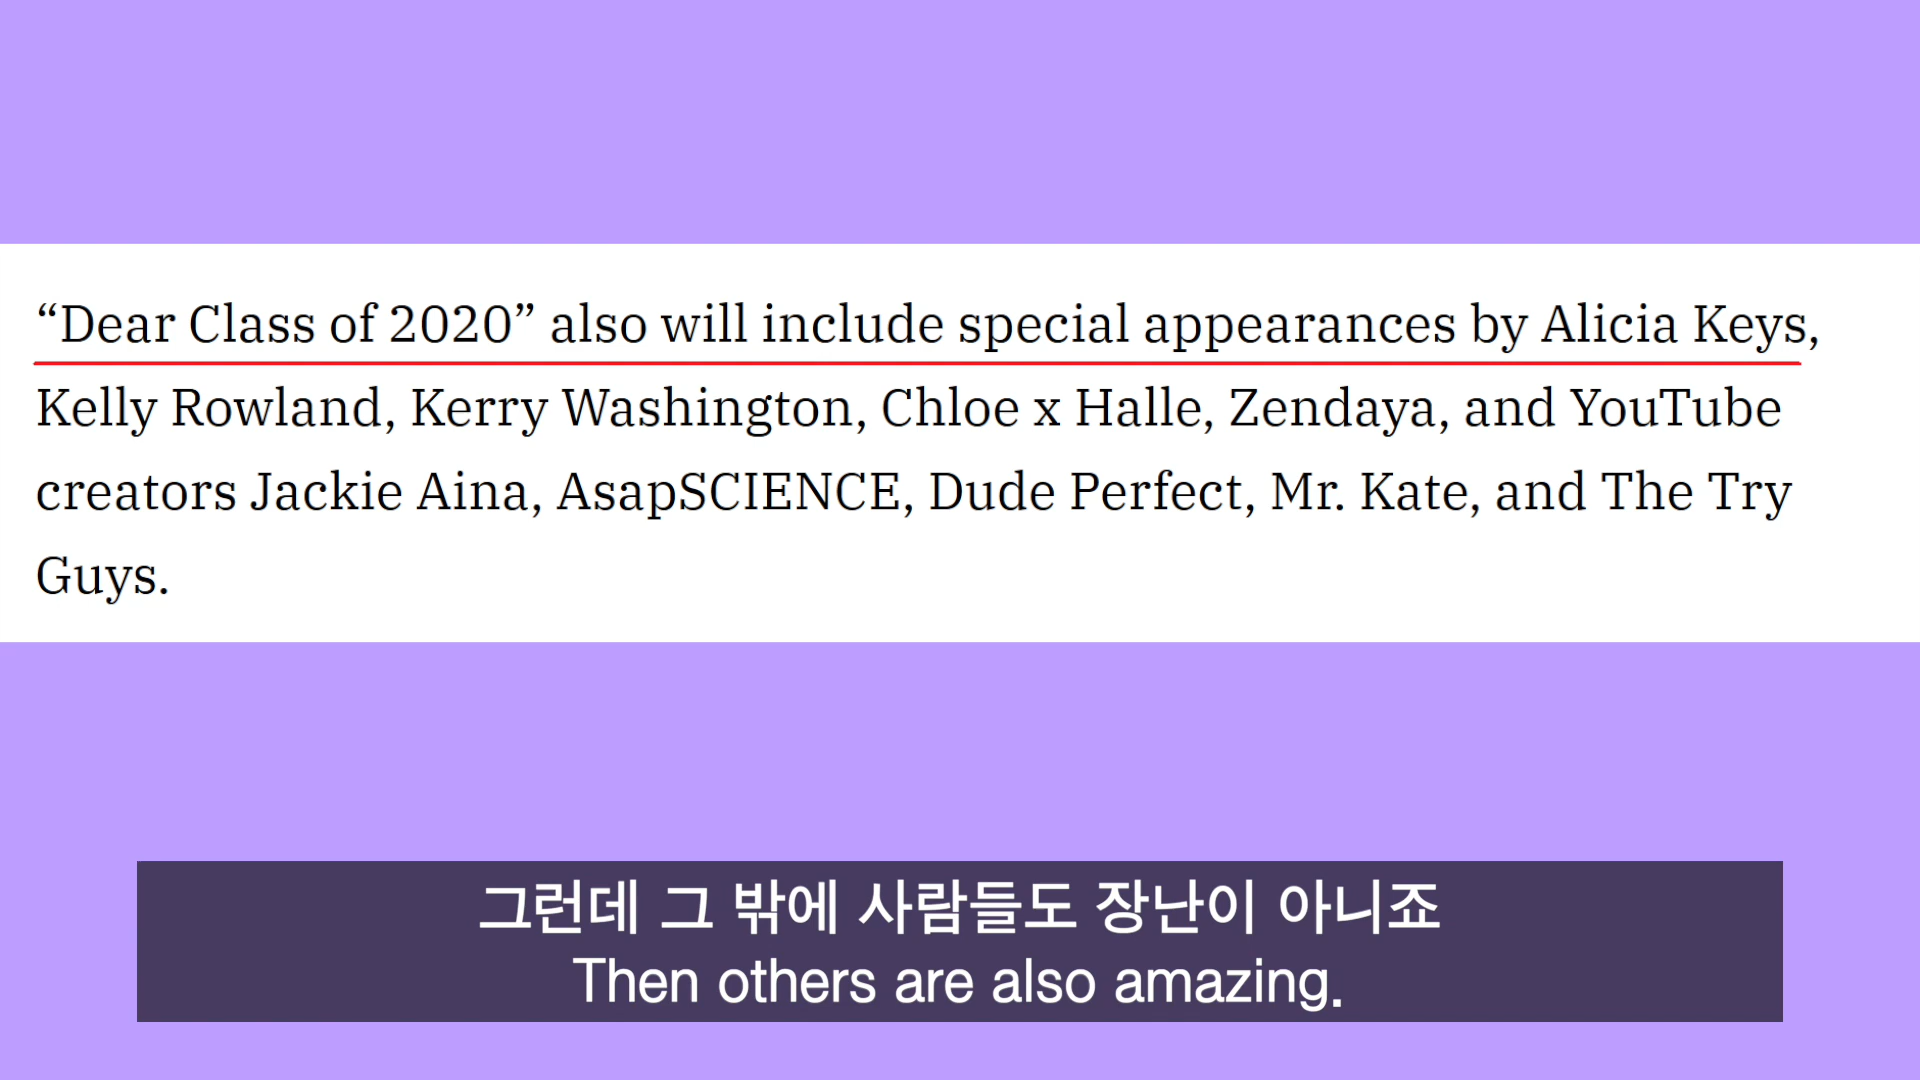 “Dear Class of 2020” also will include special appearances by Alicia Keys,
Kelly Rowland, Kerry Washington, Chloe x Halle, Zendaya, and YouTube
creators Jackie Aina, AsapSCIENCE, Dude Perfect, Mr. Kate, and The Try
Guys.
그런데 그 밖에 사람들도 장난이 아니죠
Then others are also amazing.